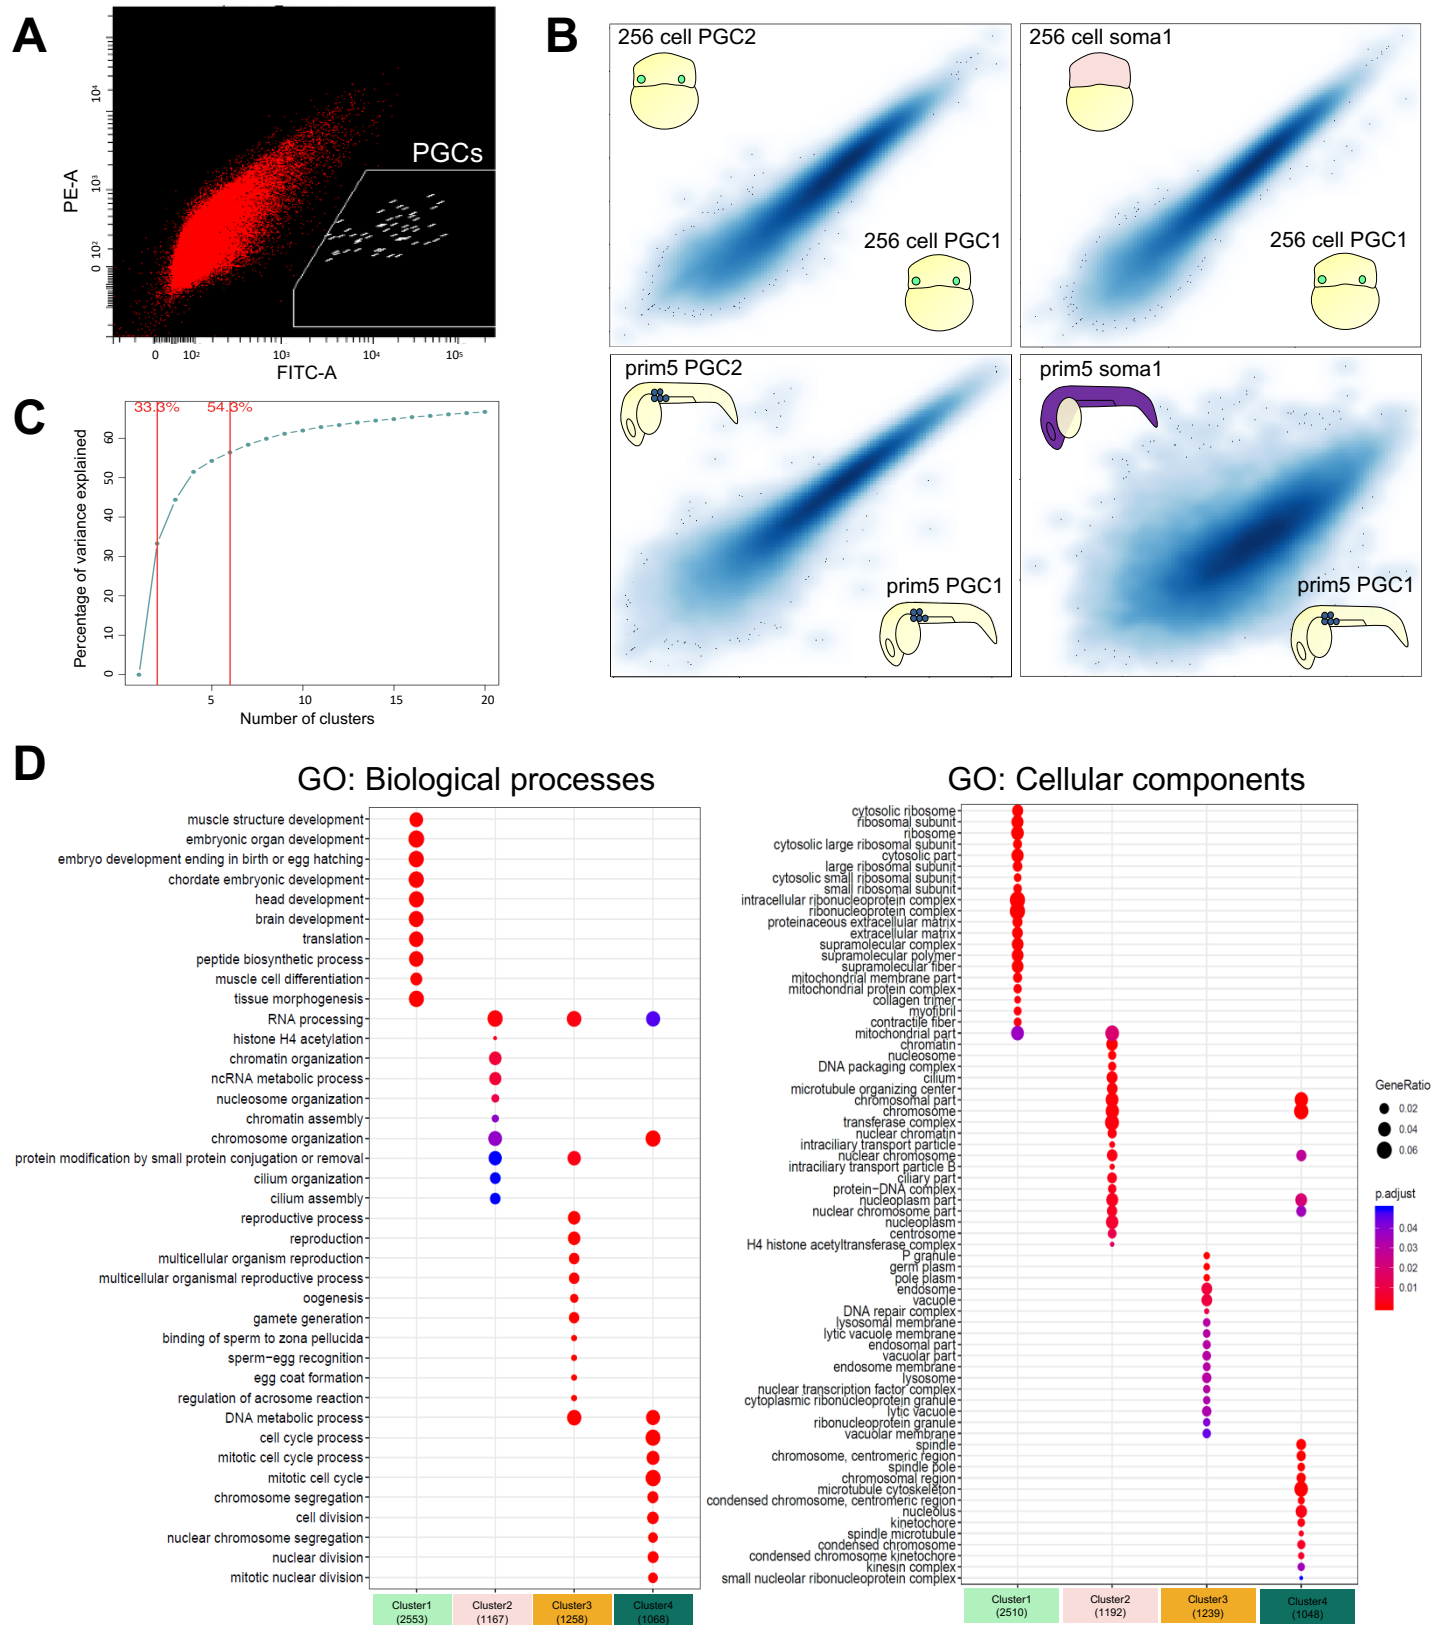 A
PGCs
PE-A
10⁴
10³
10²
0
0
10²
10³
10⁴
10⁵
FITC-A
B
256 cell PGC2
256 cell PGC1
256 cell soma1
256 cell PGC1
prim5 PGC2
prim5 PGC1
prim5 soma1
prim5 PGC1
C
33.3%
54.3%
Percentage of variance explained
60
50
40
30
20
10
0
5
10
15
20
Number of clusters
D
GO: Biological processes
muscle structure development
embryonic organ development
embryo development ending in birth or egg hatching
chordate embryonic development
head development
brain development
translation
peptide biosynthetic process
muscle cell differentiation
tissue morphogenesis
RNA processing
histone H4 acetylation
chromatin organization
ncRNA metabolic process
nucleosome organization
chromatin assembly
chromosome organization
protein modification by small protein conjugation or removal
cilium organization
cilium assembly
reproductive process
reproduction
multicellular organism reproduction
multicellular organismal reproductive process
oogenesis
gamete generation
binding of sperm to zona pellucida
sperm−egg recognition
egg coat formation
regulation of acrosome reaction
DNA metabolic process
cell cycle process
mitotic cell cycle process
mitotic cell cycle
chromosome segregation
cell division
nuclear chromosome segregation
nuclear division
mitotic nuclear division
Cluster1
(2553)
Cluster2
(1167)
Cluster3
(1258)
Cluster4
(1068)
GO: Cellular components
cytosolic ribosome
ribosomal subunit
ribosome
cytosolic large ribosomal subunit
cytosolic part
large ribosomal subunit
cytosolic small ribosomal subunit
small ribosomal subunit
intracellular ribonucleoprotein complex
ribonucleoprotein complex
proteinaceous extracellular matrix
extracellular matrix
supramolecular complex
supramolecular polymer
supramolecular fiber
mitochondrial membrane part
mitochondrial protein complex
collagen trimer
myofibril
contractile fiber
mitochondrial part
chromatin
nucleosome
DNA packaging complex
cilium
microtubule organizing center
chromosomal part
chromosome
transferase complex
nuclear chromatin
intraciliary transport particle
nuclear chromosome
intraciliary transport particle B
ciliary part
protein−DNA complex
nucleoplasm part
nuclear chromosome part
nucleoplasm
centrosome
H4 histone acetyltransferase complex
P granule
germ plasm
pole plasm
endosome
vacuole
DNA repair complex
lysosomal membrane
lytic vacuole membrane
endosomal part
vacuolar part
endosome membrane
lysosome
nuclear transcription factor complex
cytoplasmic ribonucleoprotein granule
lytic vacuole
ribonucleoprotein granule
vacuolar membrane
spindle
chromosome, centromeric region
spindle pole
chromosomal region
microtubule cytoskeleton
condensed chromosome, centromeric region
nucleolus
kinetochore
spindle microtubule
condensed chromosome
condensed chromosome kinetochore
kinesin complex
small nucleolar ribonucleoprotein complex
Cluster1
(2510)
Cluster2
(1192)
Cluster3
(1239)
Cluster4
(1048)
GeneRatio
0.02
0.04
0.06
p.adjust
0.04
0.03
0.02
0.01